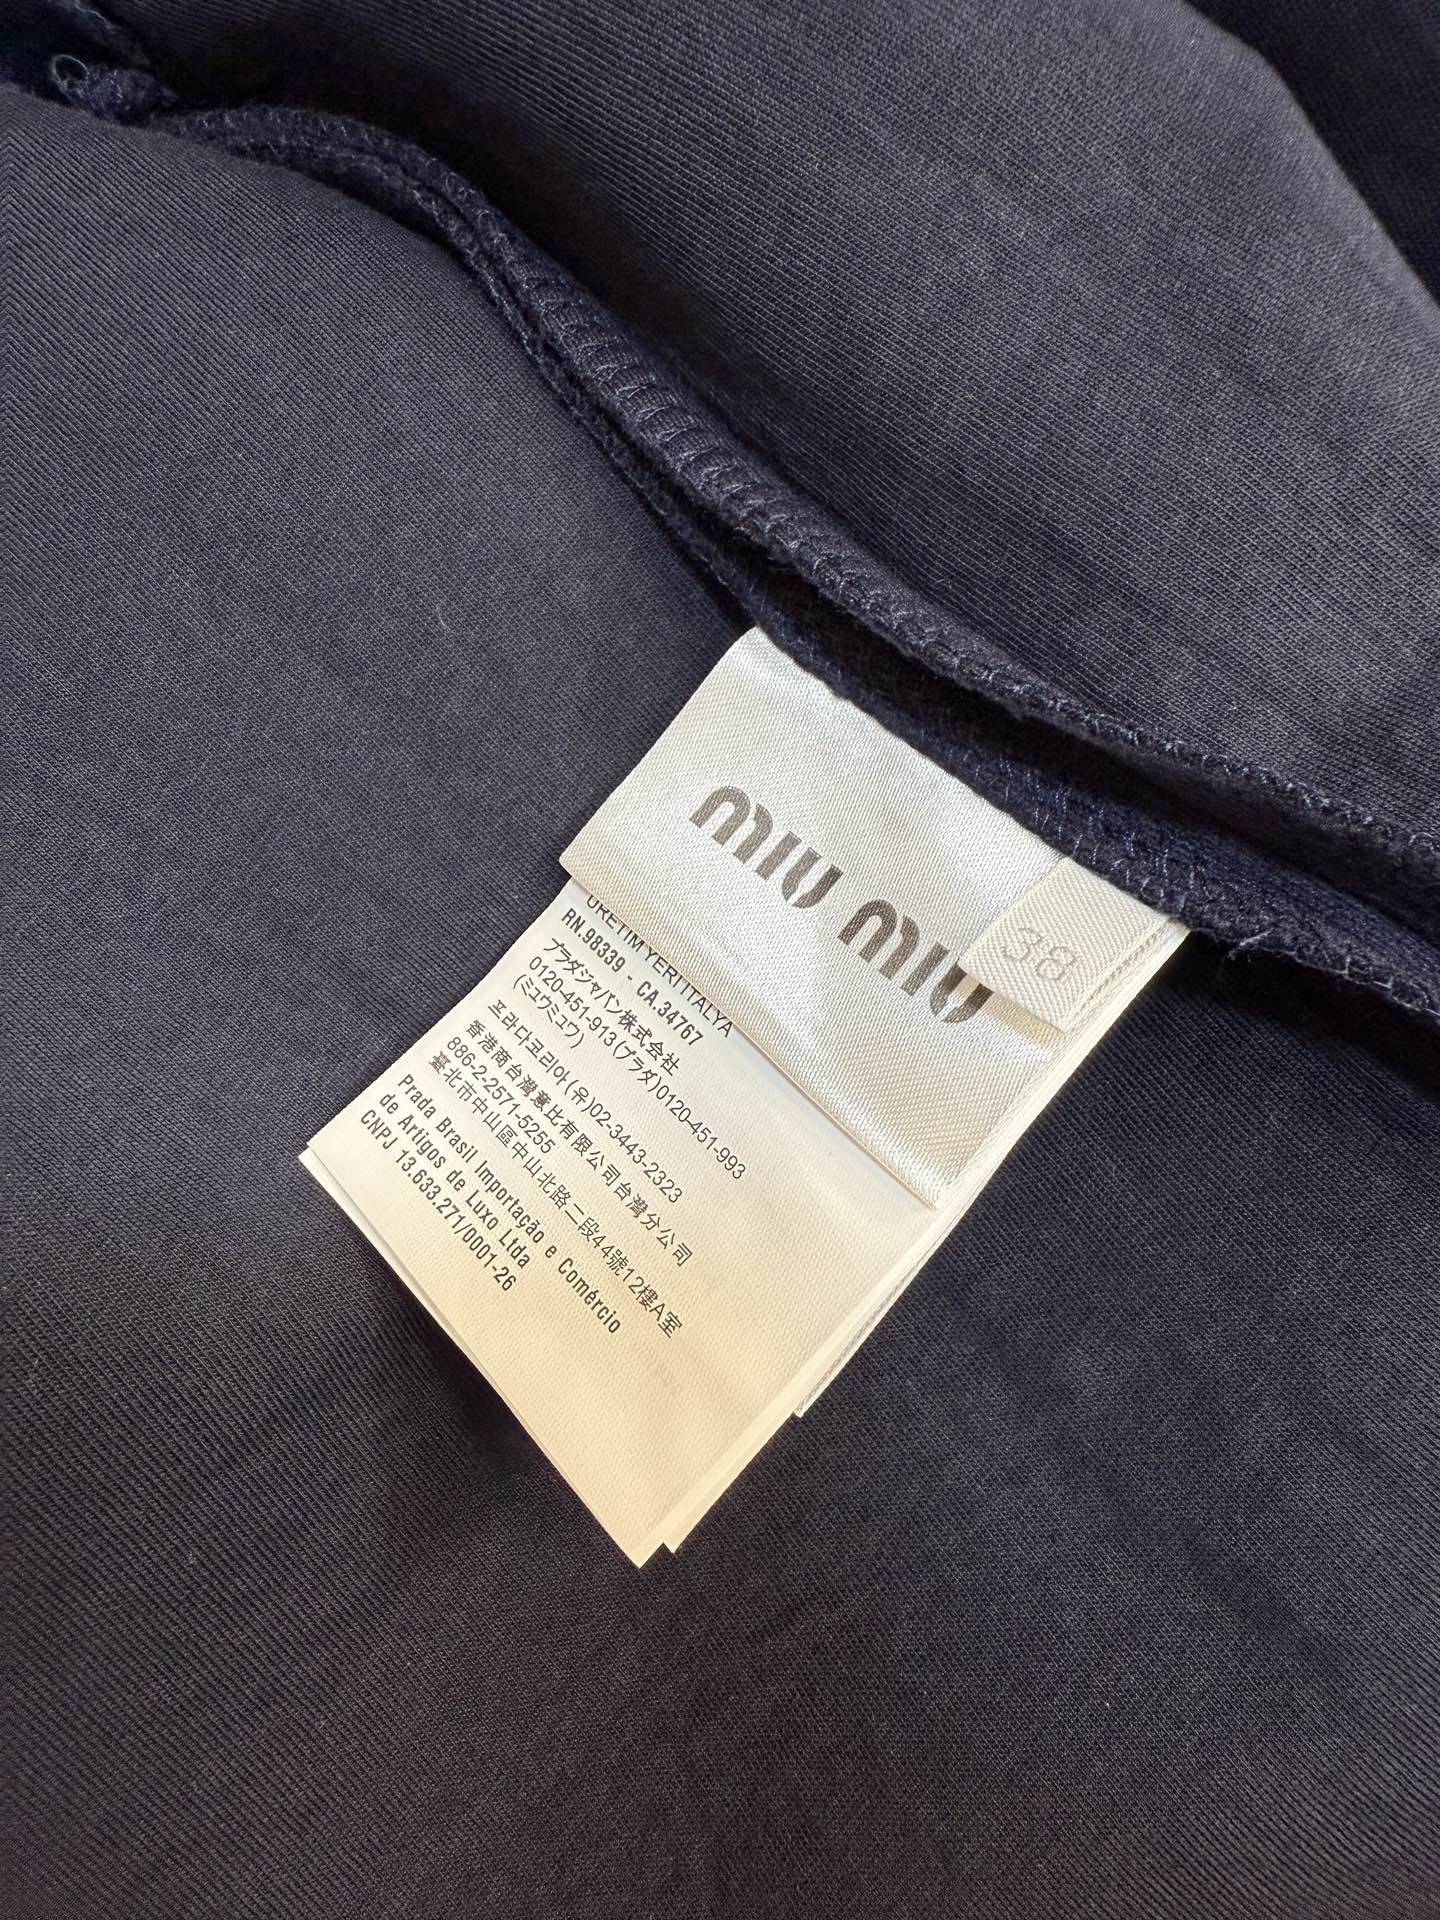 miu miu
38
ÜRETİM YERİ İTALYA
RN.98339 - CA.34767
プラダジャパン株式会社
0120-451-913(プラダ)0120-451-993
(ミュウミュウ)
프라다코리아(유)02-3443-2323
香港商台灣意比有限公司台灣分公司
886-2-2571-5255
臺北市中山區中山北路二段44號12樓A室
Prada Brasil Importação e Comércio
de Artigos de Luxo Ltda
CNPJ 13.633.271/0001-26